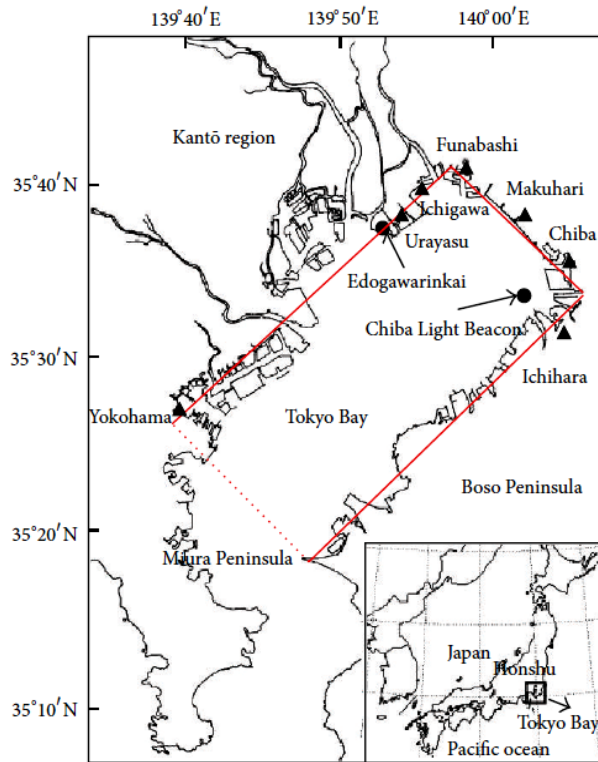 139°40′E 139°50′E 140°00′E
Kantō region
Funabashi
35°40′N
Makuhari
Ichigawa
Chiba
Urayasu
Edogawarinkai
Chiba Light Beacon
35°30′N
Ichihara
Yokohama
Tokyo Bay
Boso Peninsula
35°20′N
Miura Peninsula
Japan
Honshu
35°10′N
Tokyo Bay
Pacific ocean